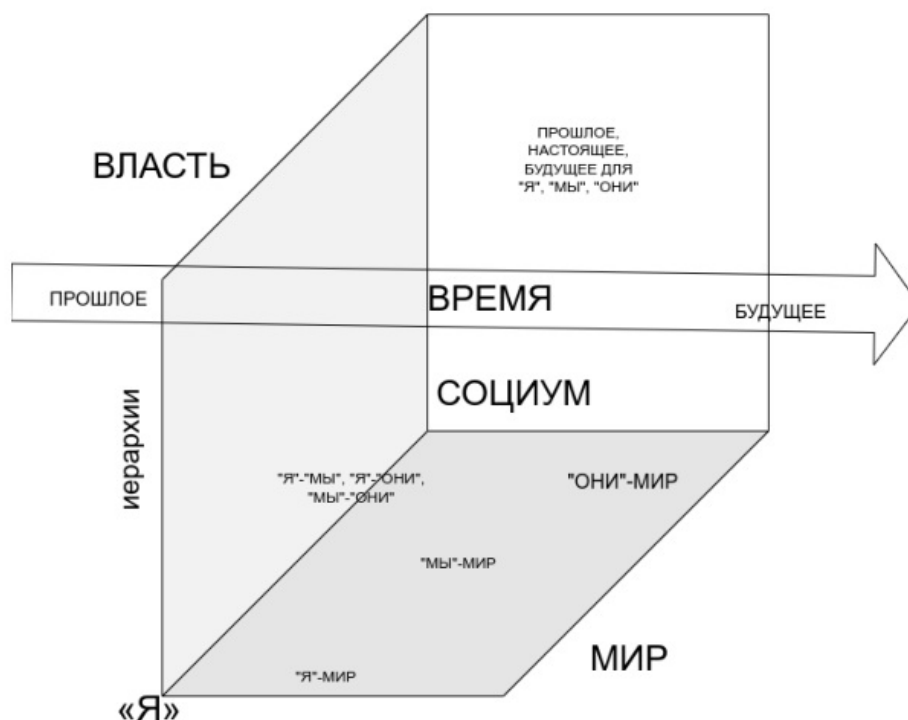 ВЛАСТЬ
ПРОШЛОЕ,
НАСТОЯЩЕЕ,
БУДУЩЕЕ ДЛЯ
"Я", "МЫ", "ОНИ"
ПРОШЛОЕ
ВРЕМЯ
БУДУЩЕЕ
СОЦИУМ
иерархии
"Я"-"МЫ", "Я"-"ОНИ",
"МЫ"-"ОНИ"
"ОНИ"-МИР
"МЫ"-МИР
МИР
"Я"-МИР
«Я»